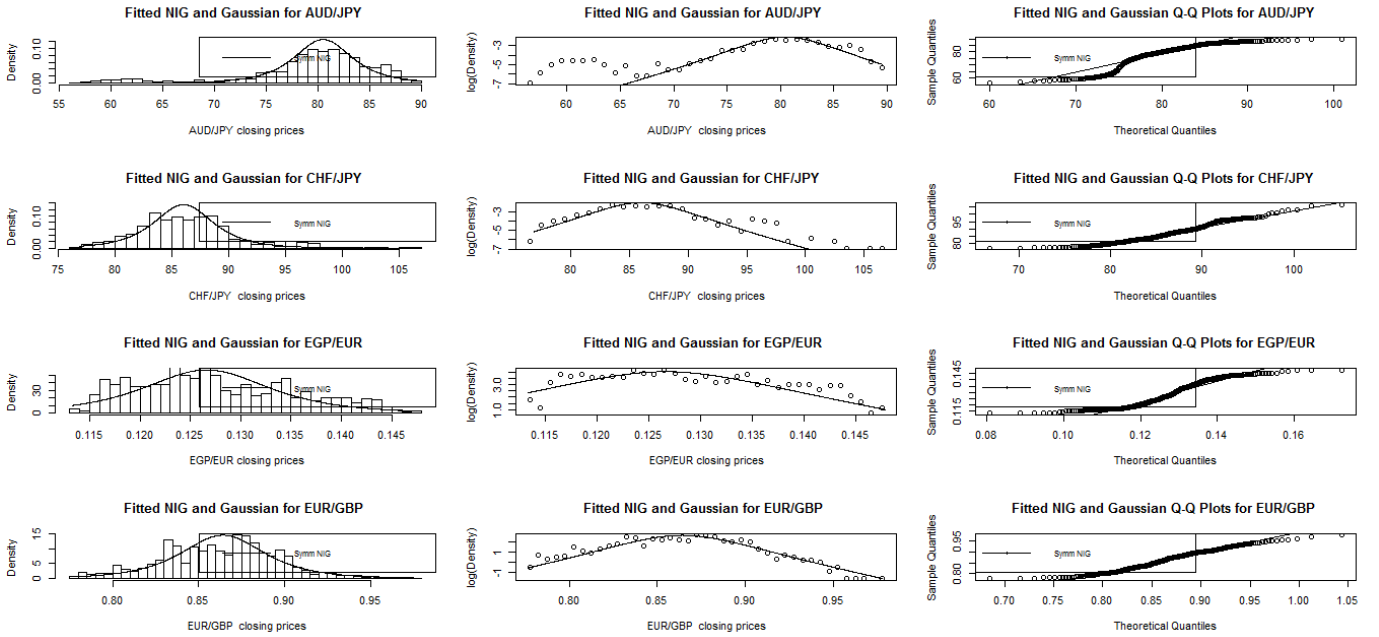 Fitted NIG and Gaussian for AUD/JPY
Density
0.00 0.10
Symm NIG
55 60 65 70 75 80 85 90
AUD/JPY closing prices
Fitted NIG and Gaussian for AUD/JPY
log(Density)
-7 -5 -3
60 65 70 75 80 85 90
AUD/JPY closing prices
Fitted NIG and Gaussian Q-Q Plots for AUD/JPY
Sample Quantiles
60 80
Symm NIG
60 70 80 90 100
Theoretical Quantiles
Fitted NIG and Gaussian for CHF/JPY
Density
0.00 0.10
Symm NIG
75 80 85 90 95 100 105
CHF/JPY closing prices
Fitted NIG and Gaussian for CHF/JPY
log(Density)
-7 -5 -3
80 85 90 95 100 105
CHF/JPY closing prices
Fitted NIG and Gaussian Q-Q Plots for CHF/JPY
Sample Quantiles
80 95
Symm NIG
70 80 90 100
Theoretical Quantiles
Fitted NIG and Gaussian for EGP/EUR
Density
0 30
Symm NIG
0.115 0.120 0.125 0.130 0.135 0.140 0.145
EGP/EUR closing prices
Fitted NIG and Gaussian for EGP/EUR
log(Density)
1.0 3.0
0.115 0.120 0.125 0.130 0.135 0.140 0.145
EGP/EUR closing prices
Fitted NIG and Gaussian Q-Q Plots for EGP/EUR
Sample Quantiles
0.115 0.145
Symm NIG
0.08 0.10 0.12 0.14 0.16
Theoretical Quantiles
Fitted NIG and Gaussian for EUR/GBP
Density
0 5 15
Symm NIG
0.80 0.85 0.90 0.95
EUR/GBP closing prices
Fitted NIG and Gaussian for EUR/GBP
log(Density)
-1 1
0.80 0.85 0.90 0.95
EUR/GBP closing prices
Fitted NIG and Gaussian Q-Q Plots for EUR/GBP
Sample Quantiles
0.80 0.95
Symm NIG
0.70 0.75 0.80 0.85 0.90 0.95 1.00 1.05
Theoretical Quantiles